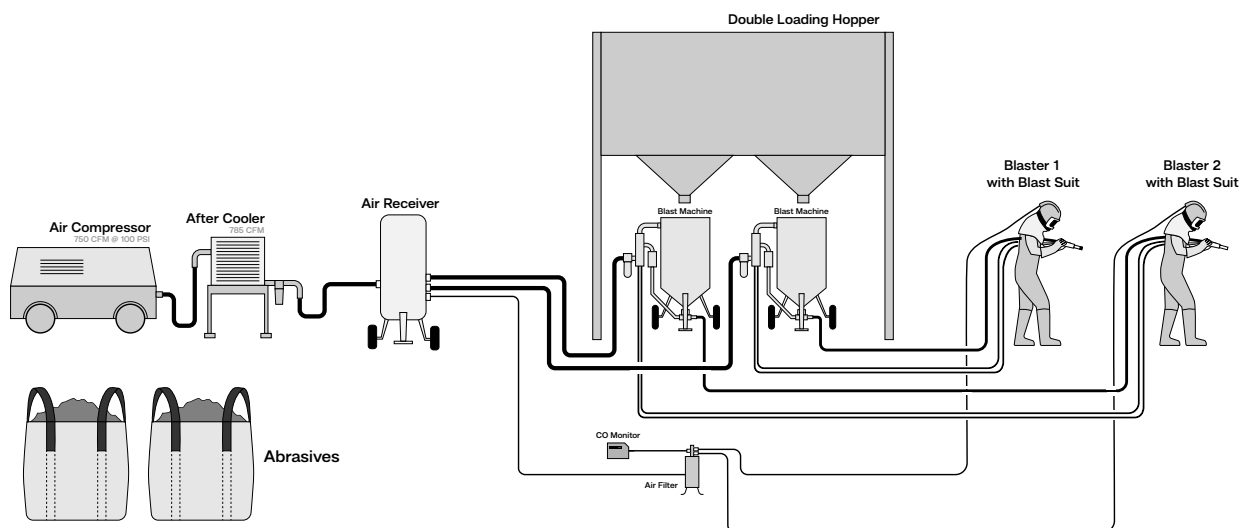 Double Loading Hopper
Blaster 1
with Blast Suit
Blaster 2
with Blast Suit
Air Receiver
After Cooler
785 CFM
Air Compressor
750 CFM @ 100 PSI
Blast Machine
Blast Machine
CO Monitor
Air Filter
Abrasives